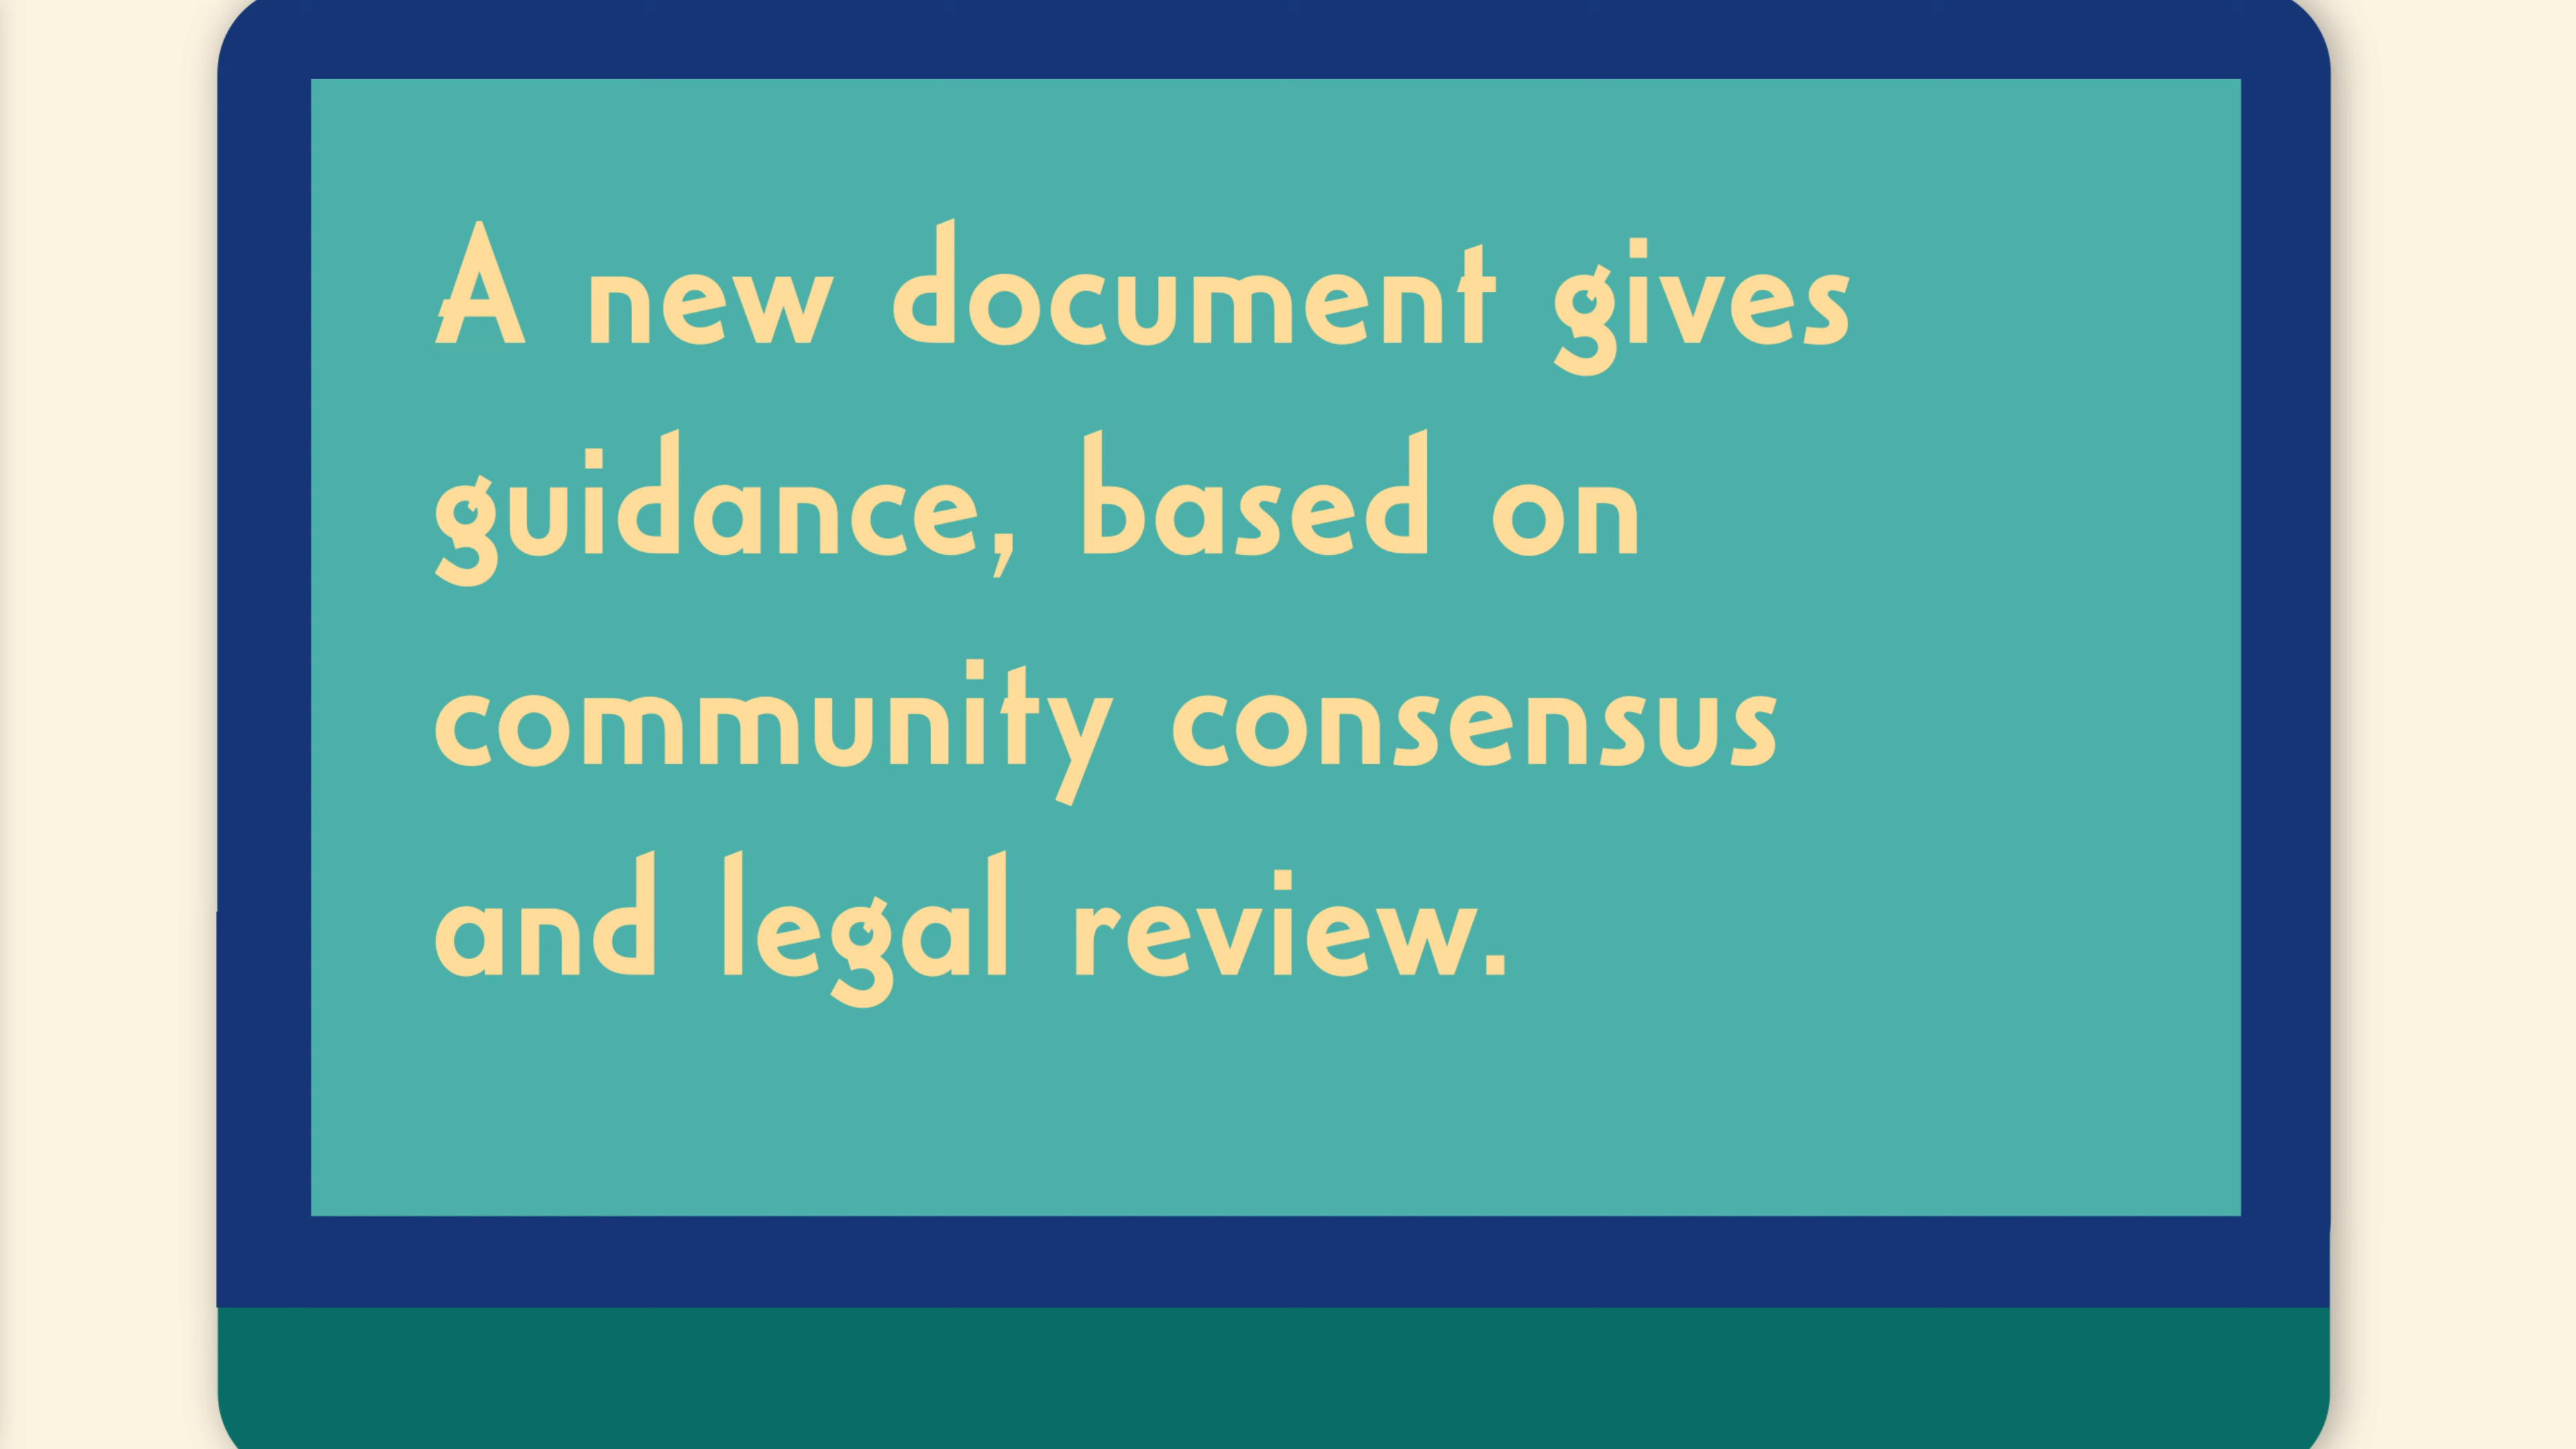 A new document gives
guidance, based on
community consensus
and legal review.